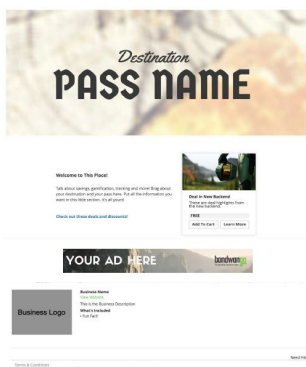 Destination
PASS NAME
Welcome to This Place!
Talk about savings, gamification, training and more! Brag about
your destination and your pass here. Put all the information you
want in this little section. It's all yours!
Check out these deals and discounts!
Deal in New Backend
These are deal highlights from
the new backend.
FREE
Add To Cart
Learn More
YOUR AD HERE
bandwango
Business Logo
Business Name
View Website
This is the Business Description
What's Included
• Fun Fact!
Need He
Terms & Conditions